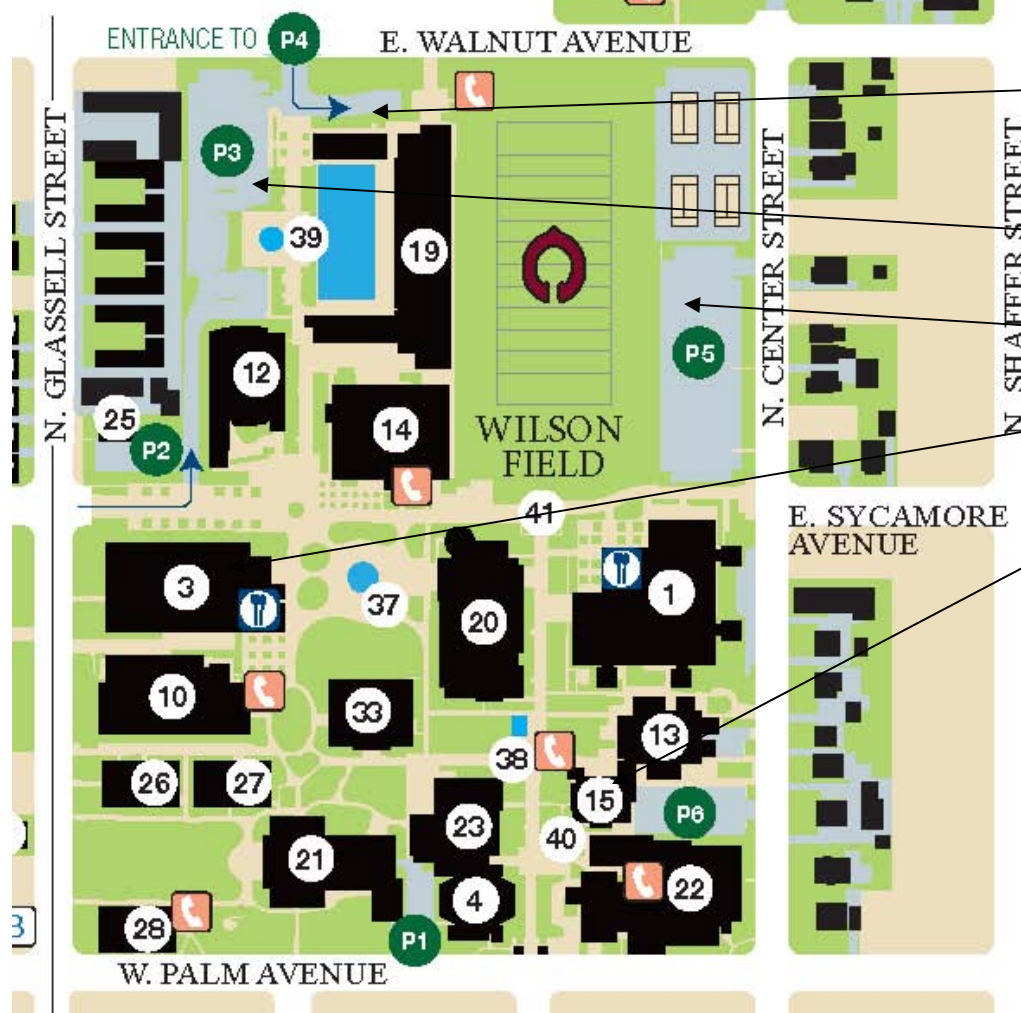 ENTRANCE TO P4
E. WALNUT AVENUE
P3
N. GLASSELL STREET
N. CENTER STREET
N. SHAFFER STREET
39
19
12
P5
25
14
WILSON
FIELD
P2
41
E. SYCAMORE
AVENUE
3
37
20
1
10
33
13
38
26
27
15
P6
23
40
21
4
22
28
P1
W. PALM AVENUE